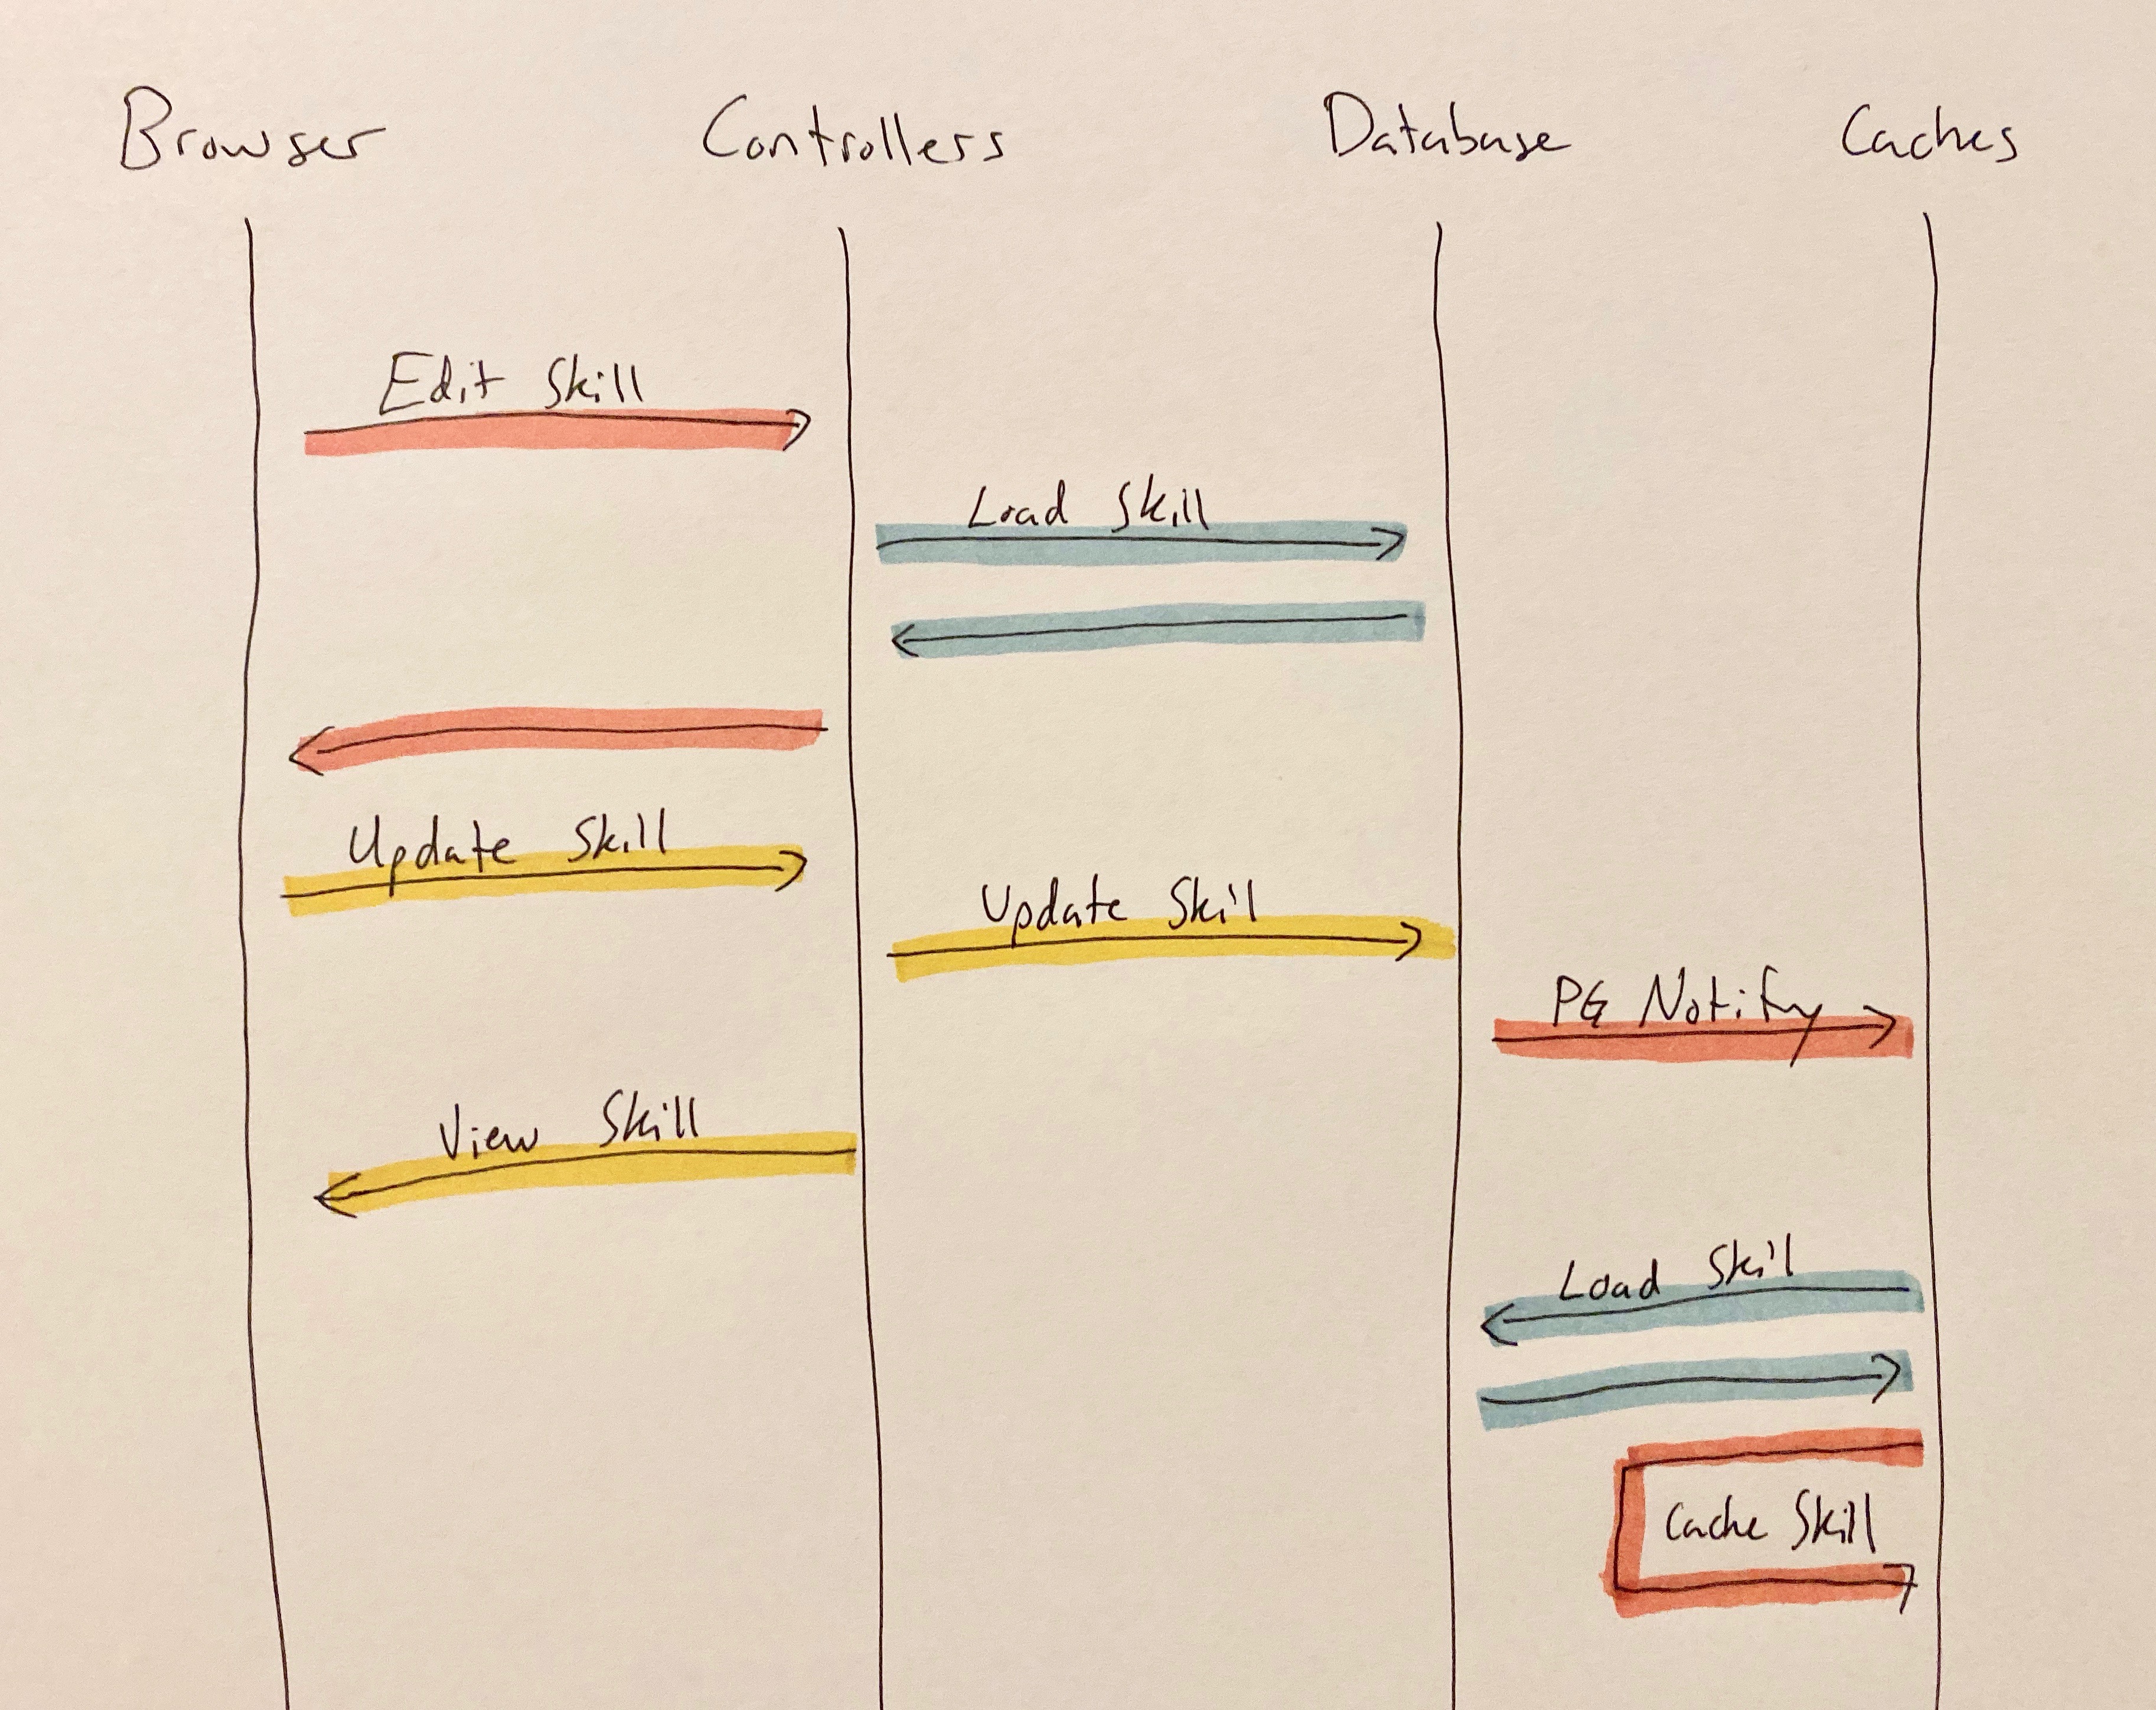 Browser Controllers Database Caches
Edit Skill
Load Skill
Update Skill
Update Skill
PG Notify
View Skill
Load Skill
Cache Skill